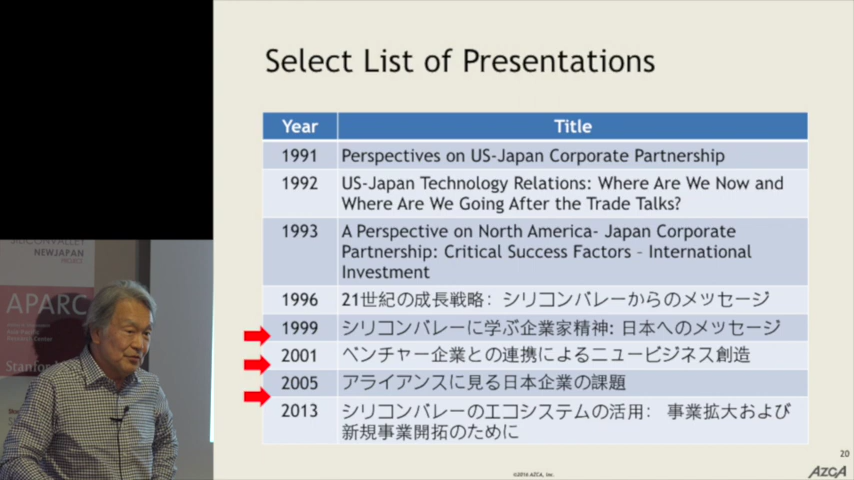 Select List of Presentations
Year Title
1991 Perspectives on US-Japan Corporate Partnership
1992 US-Japan Technology Relations: Where Are We Now and
Where Are We Going After the Trade Talks?
1993 A Perspective on North America- Japan Corporate
Partnership: Critical Success Factors – International
Investment
1996 21世紀の成長戦略: シリコンバレーからのメッセージ
1999 シリコンバレーに学ぶ企業家精神: 日本へのメッセージ
2001 ベンチャー企業との連携によるニュービジネス創造
2005 アライアンスに見る日本企業の課題
2013 シリコンバレーのエコシステムの活用: 事業拡大および
新規事業開拓のために
20
©2016 AZCA, Inc.
AZCA
NEWJAPAN
APARC
Stanford